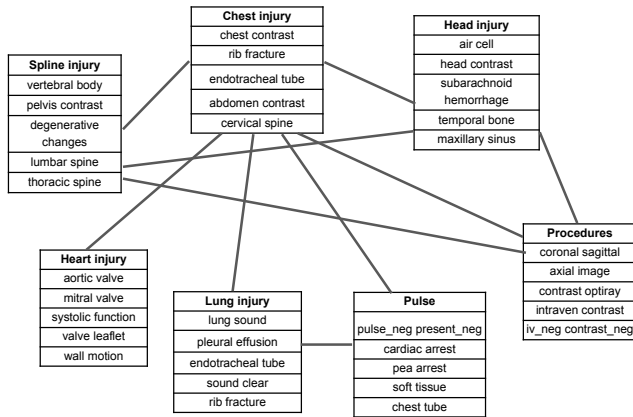 Chest injury
chest contrast
rib fracture
endotracheal tube
abdomen contrast
cervical spine
Head injury
air cell
head contrast
subarachnoid
hemorrhage
temporal bone
maxillary sinus
Spline injury
vertebral body
pelvis contrast
degenerative
changes
lumbar spine
thoracic spine
Heart injury
aortic valve
mitral valve
systolic function
valve leaflet
wall motion
Lung injury
lung sound
pleural effusion
endotracheal tube
sound clear
rib fracture
Pulse
pulse_neg present_neg
cardiac arrest
pea arrest
soft tissue
chest tube
Procedures
coronal sagittal
axial image
contrast optiray
intraven contrast
iv_neg contrast_neg